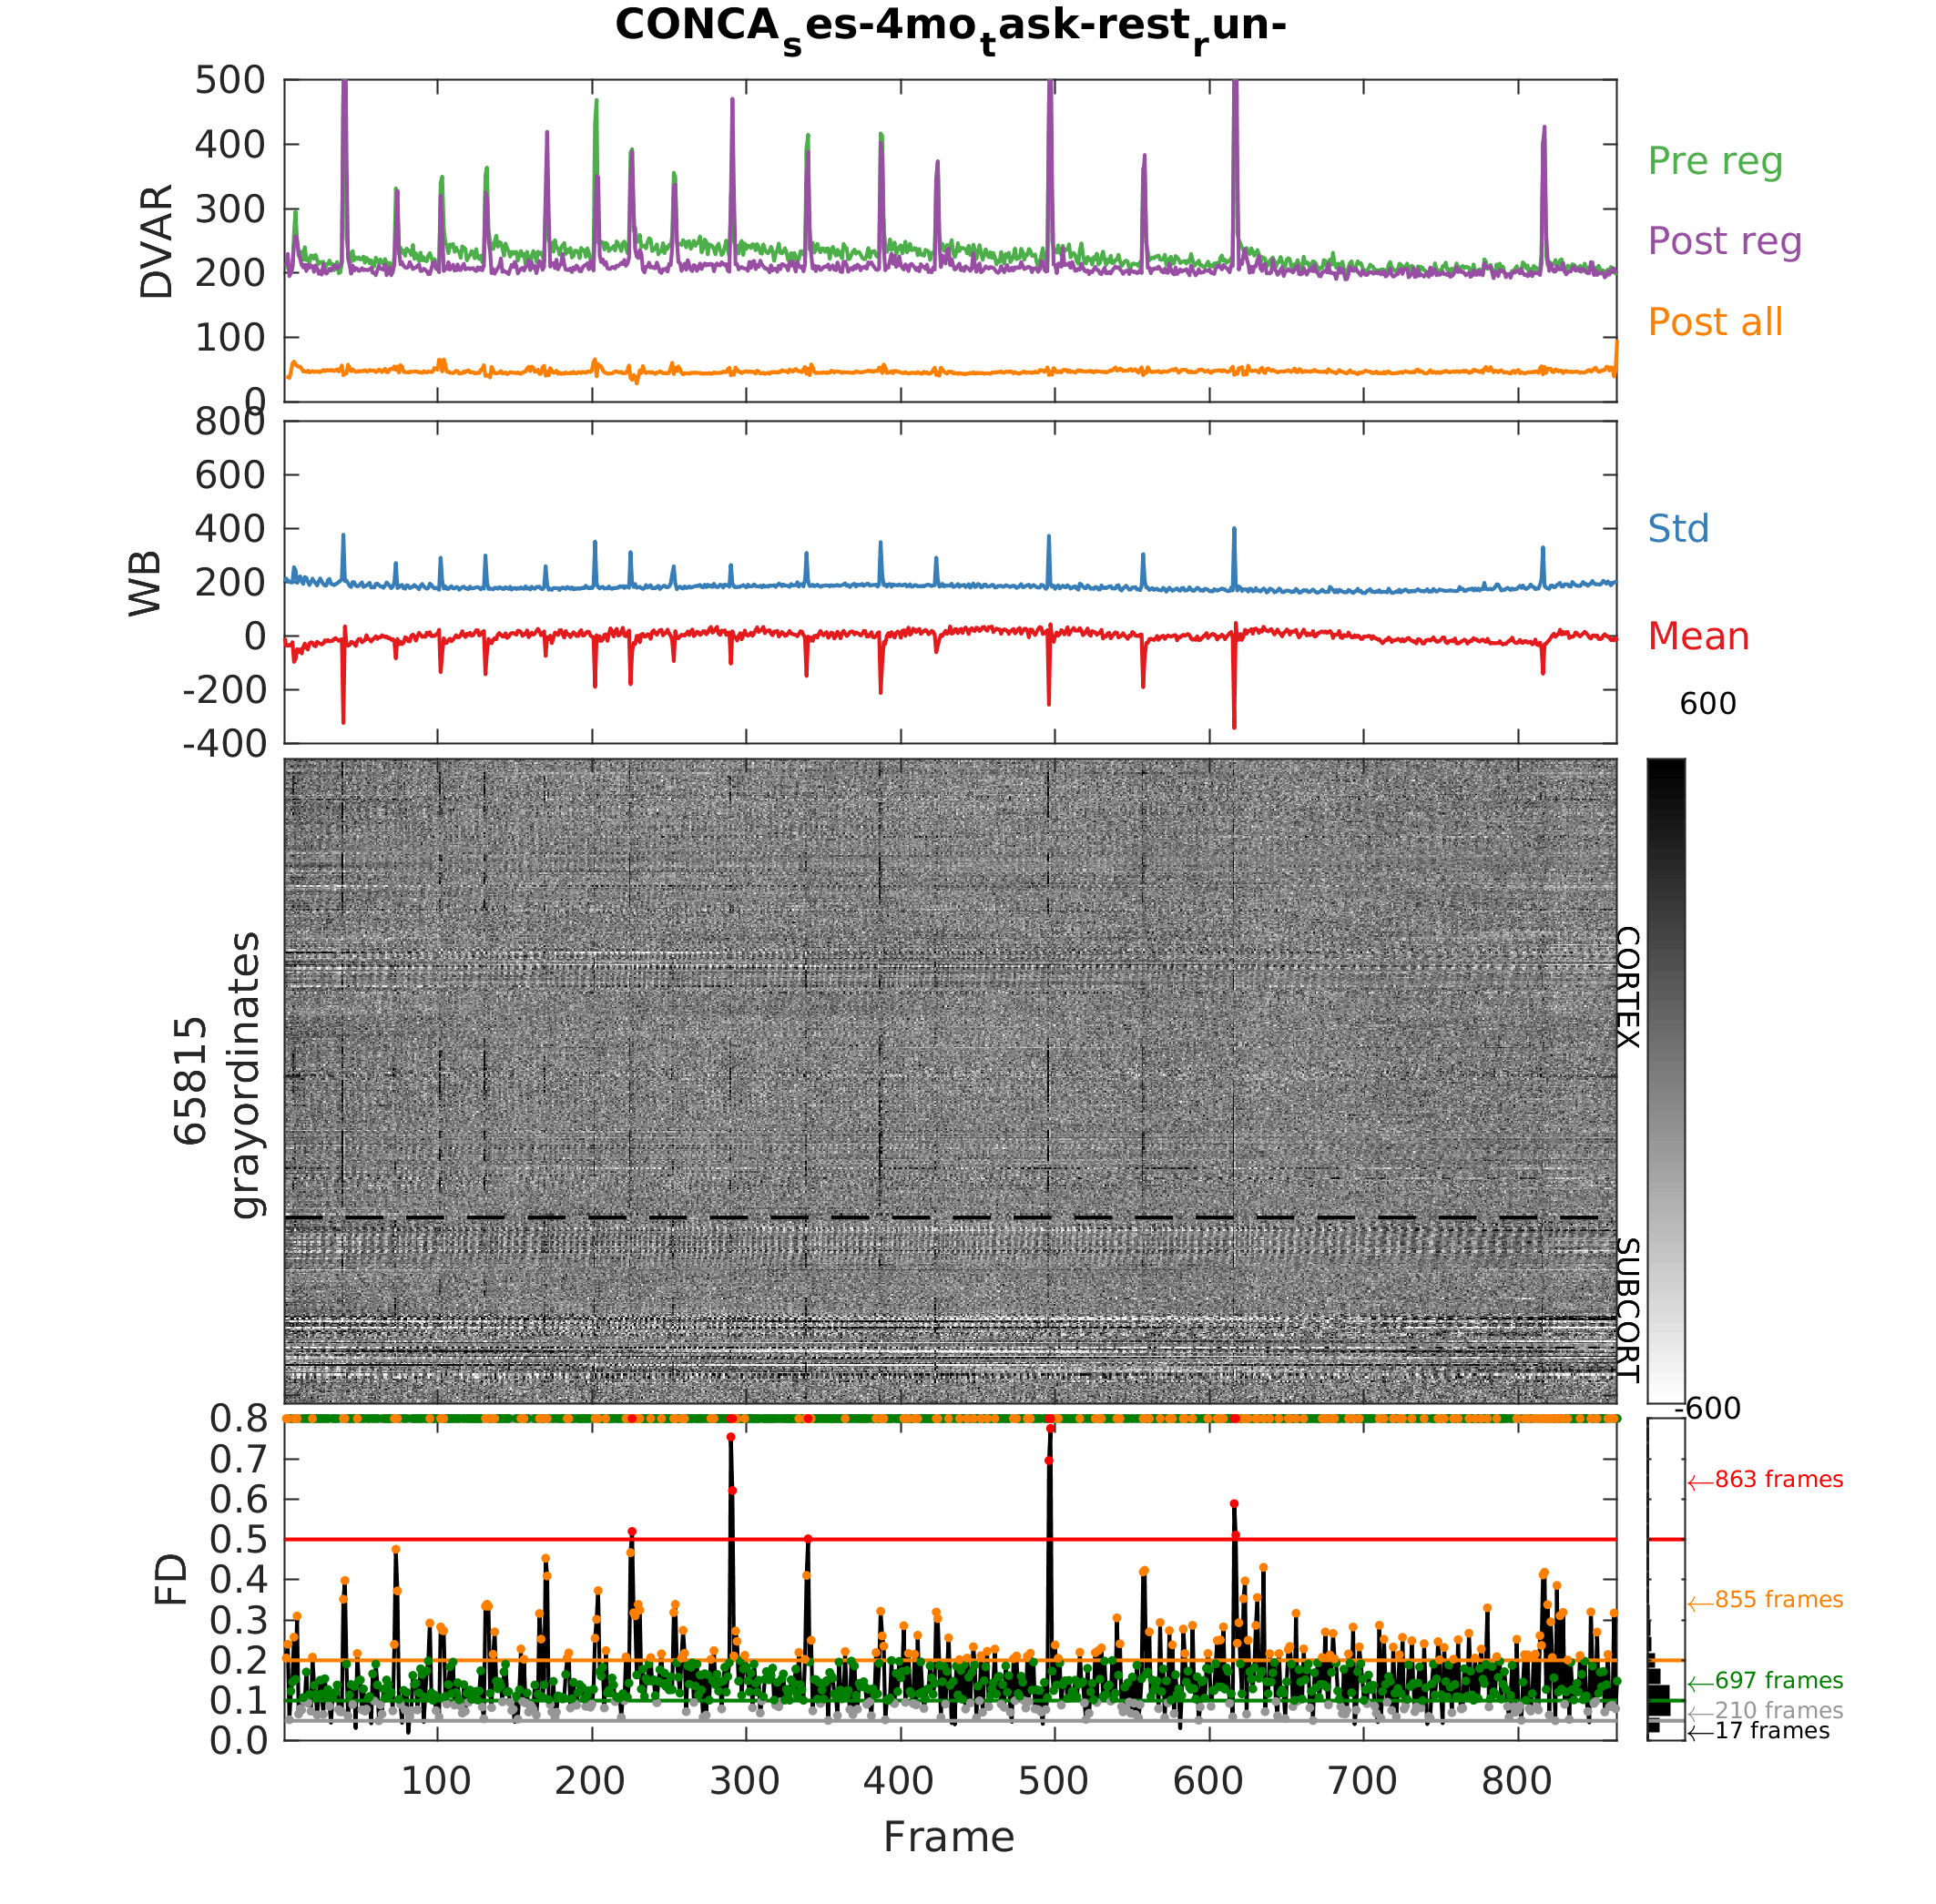 CONCAses-4motask-restrun-
500
400
300
200
100
0
DVAR
Pre reg
Post reg
Post all
800
600
400
200
0
-200
-400
WB
Std
Mean
600
65815
grayordinates
CORTEX
SUBCORT
-600
0.8
0.7
0.6
0.5
0.4
0.3
0.2
0.1
0.0
FD
←863 frames
←855 frames
←697 frames
←210 frames
←17 frames
100 200 300 400 500 600 700 800
Frame